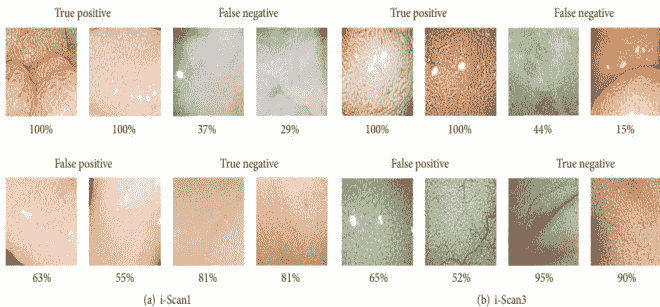 True positive False negative True positive False negative
100% 100% 37% 29% 100% 100% 44% 15%
False positive True negative False positive True negative
63% 55% 81% 81% 65% 52% 95% 90%
(a) i-Scan1 (b) i-Scan3